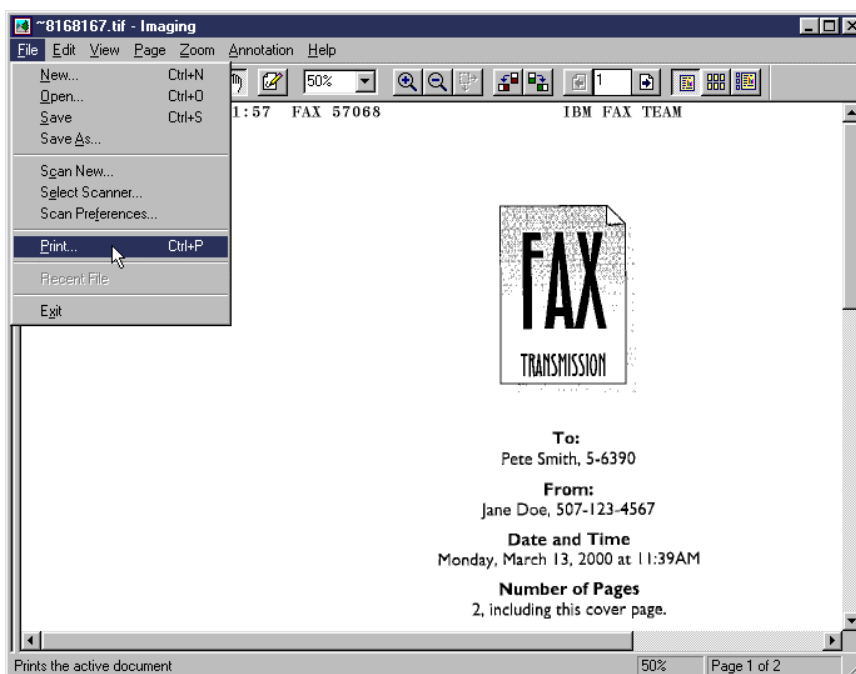 ~8168167.tif - Imaging
File Edit View Page Zoom Annotation Help
50% 1
New... Ctrl+N
Open... Ctrl+O
Save Ctrl+S
Save As...
Scan New...
Select Scanner...
Scan Preferences...
Print... Ctrl+P
Recent File
Exit
1:57 FAX 57068 IBM FAX TEAM
FAX
TRANSMISSION
To:
Pete Smith, 5-6390
From:
Jane Doe, 507-123-4567
Date and Time
Monday, March 13, 2000 at 11:39AM
Number of Pages
2, including this cover page.
Prints the active document 50% Page 1 of 2